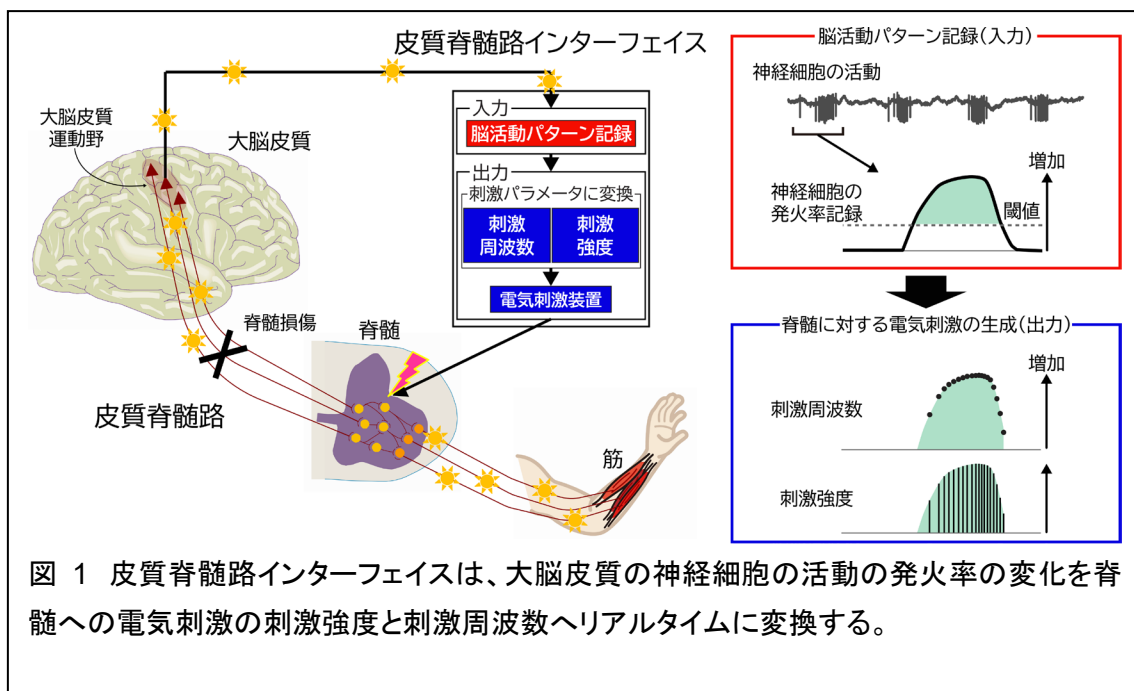 皮質脊髄路インターフェイス
大脳皮質
運動野
大脳皮質
入力
脳活動パターン記録
出力
刺激パラメータに変換
刺激
周波数
刺激
強度
電気刺激装置
脊髄損傷
脊髄
皮質脊髄路
筋
脳活動パターン記録(入力)
神経細胞の活動
神経細胞の
発火率記録
増加
閾値
脊髄に対する電気刺激の生成(出力)
増加
刺激周波数
刺激強度
図 1 皮質脊髄路インターフェイスは、大脳皮質の神経細胞の活動の発火率の変化を脊
髄への電気刺激の刺激強度と刺激周波数へリアルタイムに変換する。